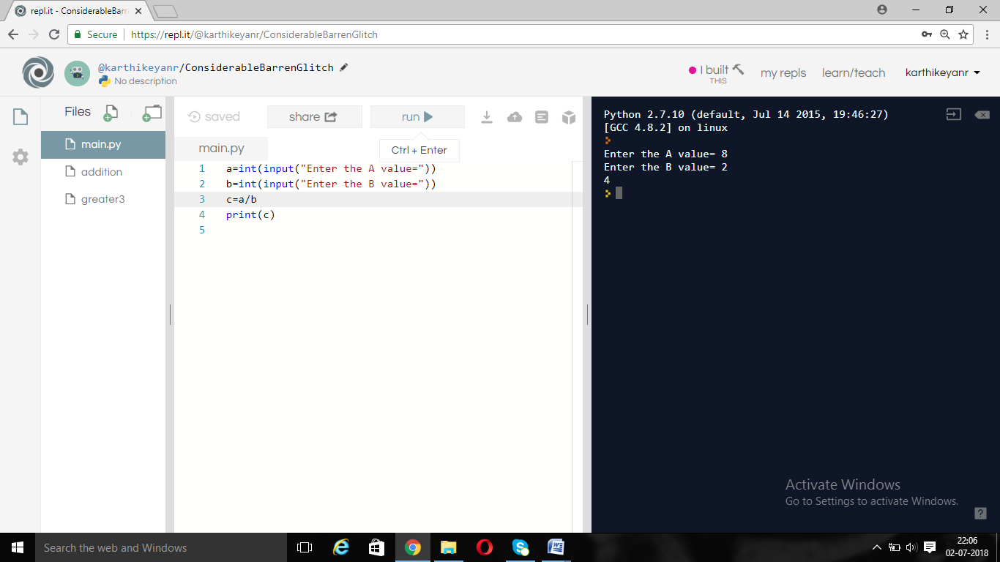 repl.it - ConsiderableBarr
Secure https://repl.it/@karthikeyanr/ConsiderableBarrenGlitch
@karthikeyanr/ConsiderableBarrenGlitch
No description
I built
THIS
my repls
learn/teach
karthikeyanr
Files
main.py
addition
greater3
saved
share
run
main.py
Ctrl + Enter
1 a=int(input("Enter the A value="))
2 b=int(input("Enter the B value="))
3 c=a/b
4 print(c)
5
Python 2.7.10 (default, Jul 14 2015, 19:46:27)
[GCC 4.8.2] on linux
Enter the A value= 8
Enter the B value= 2
4
Activate Windows
Go to Settings to activate Windows.
?
Search the web and Windows
22:06
02-07-2018